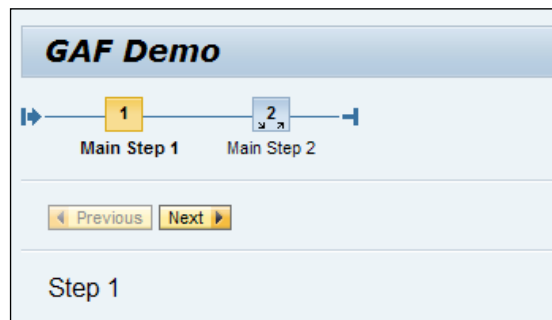 GAF Demo
1 2
Main Step 1 Main Step 2
Previous Next
Step 1